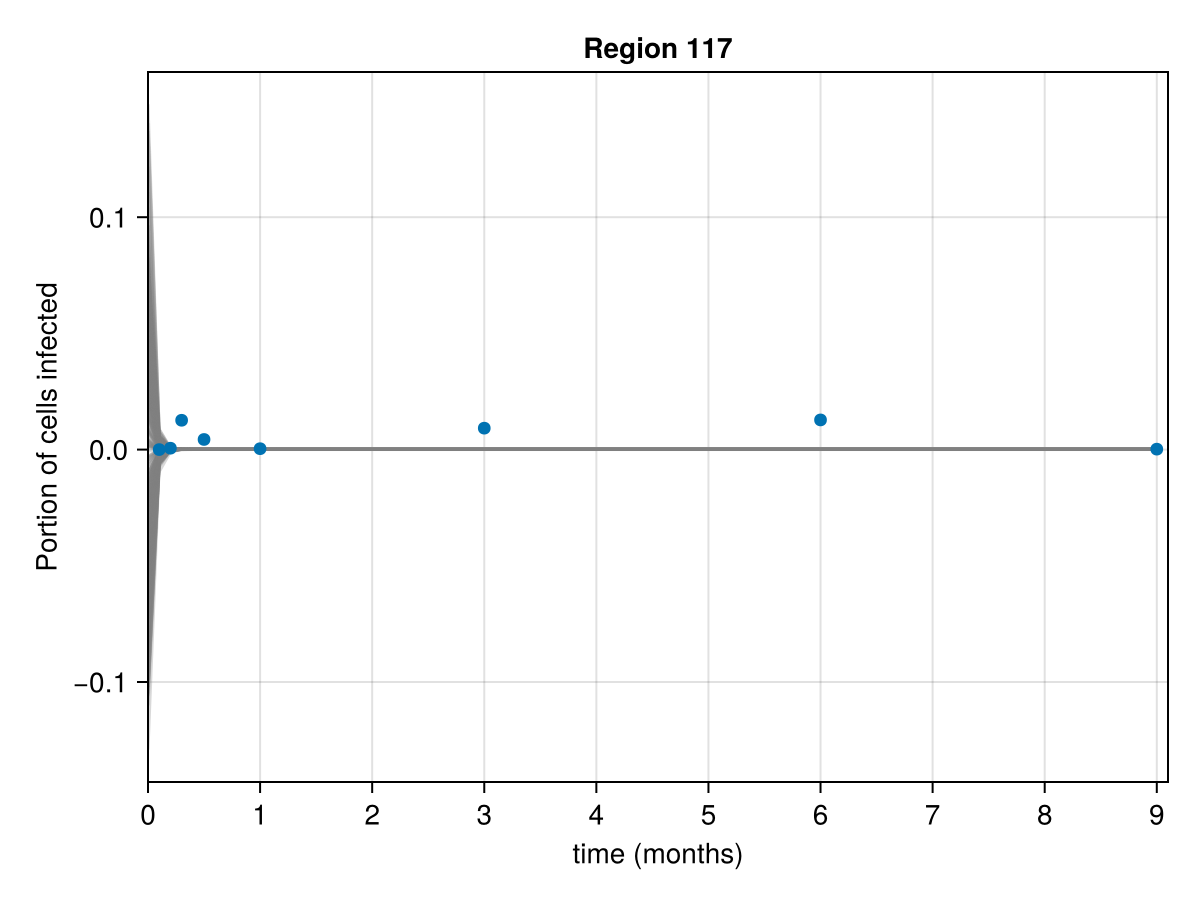 Region 117
Portion of cells infected
0.1
0.0
−0.1
0 1 2 3 4 5 6 7 8 9
time (months)